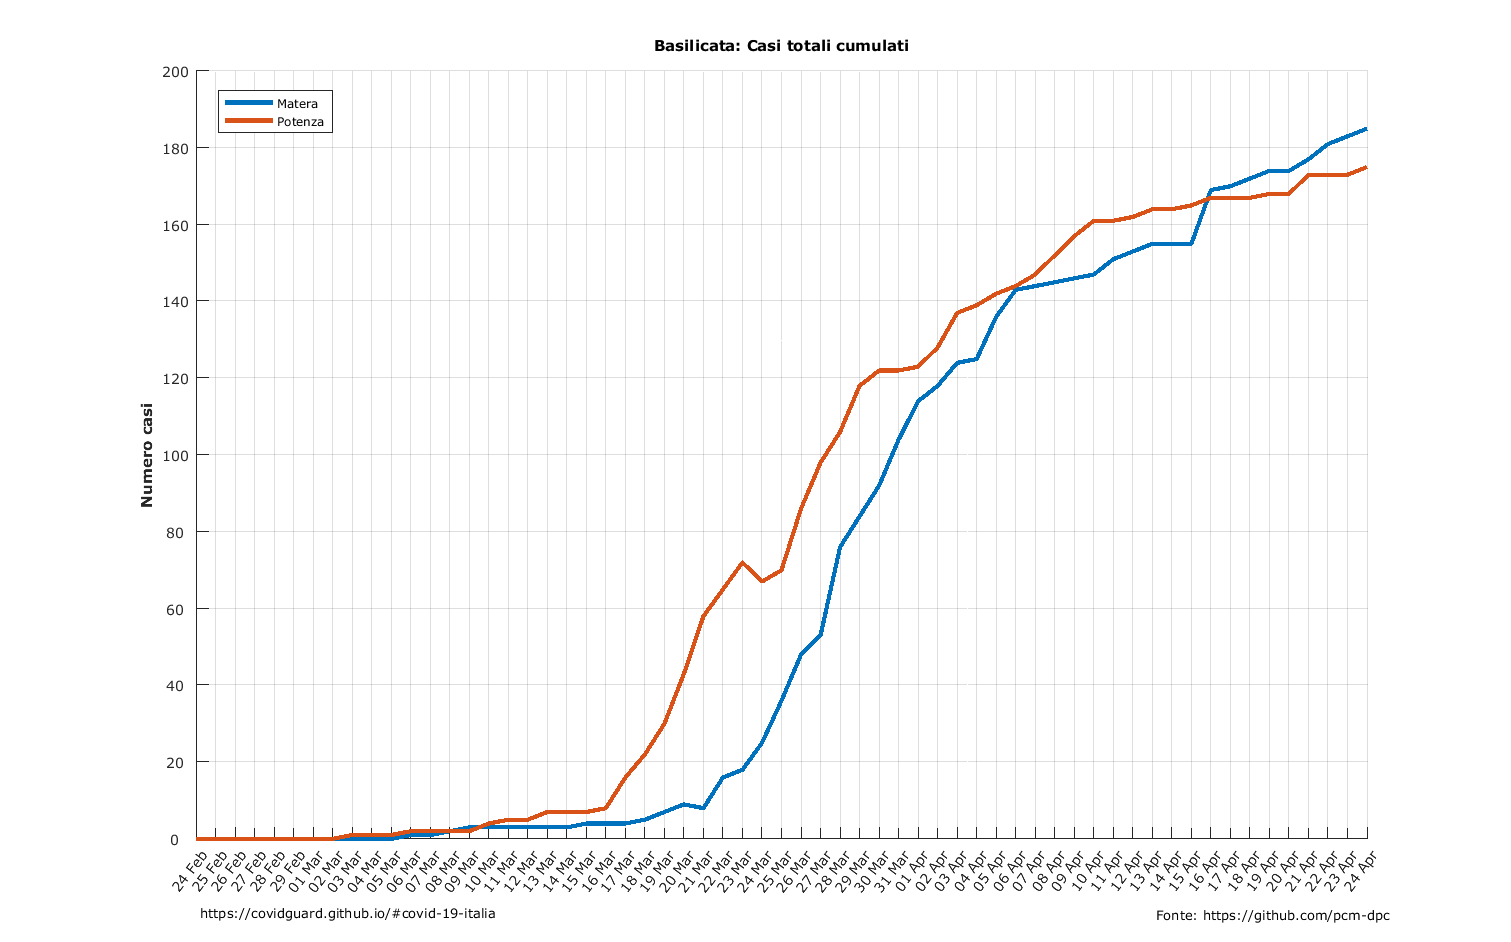 Basilicata: Casi totali cumulati
200
180
160
140
120
100
80
60
40
20
0
Numero casi
Matera
Potenza
24 Feb
25 Feb
26 Feb
27 Feb
28 Feb
29 Feb
01 Mar
02 Mar
03 Mar
04 Mar
05 Mar
06 Mar
07 Mar
08 Mar
09 Mar
10 Mar
11 Mar
12 Mar
13 Mar
14 Mar
15 Mar
16 Mar
17 Mar
18 Mar
19 Mar
20 Mar
21 Mar
22 Mar
23 Mar
24 Mar
25 Mar
26 Mar
27 Mar
28 Mar
29 Mar
30 Mar
31 Mar
01 Apr
02 Apr
03 Apr
04 Apr
05 Apr
06 Apr
07 Apr
08 Apr
09 Apr
10 Apr
11 Apr
12 Apr
13 Apr
14 Apr
15 Apr
16 Apr
17 Apr
18 Apr
19 Apr
20 Apr
21 Apr
22 Apr
23 Apr
24 Apr
https://covidguard.github.io/#covid-19-italia
Fonte: https://github.com/pcm-dpc